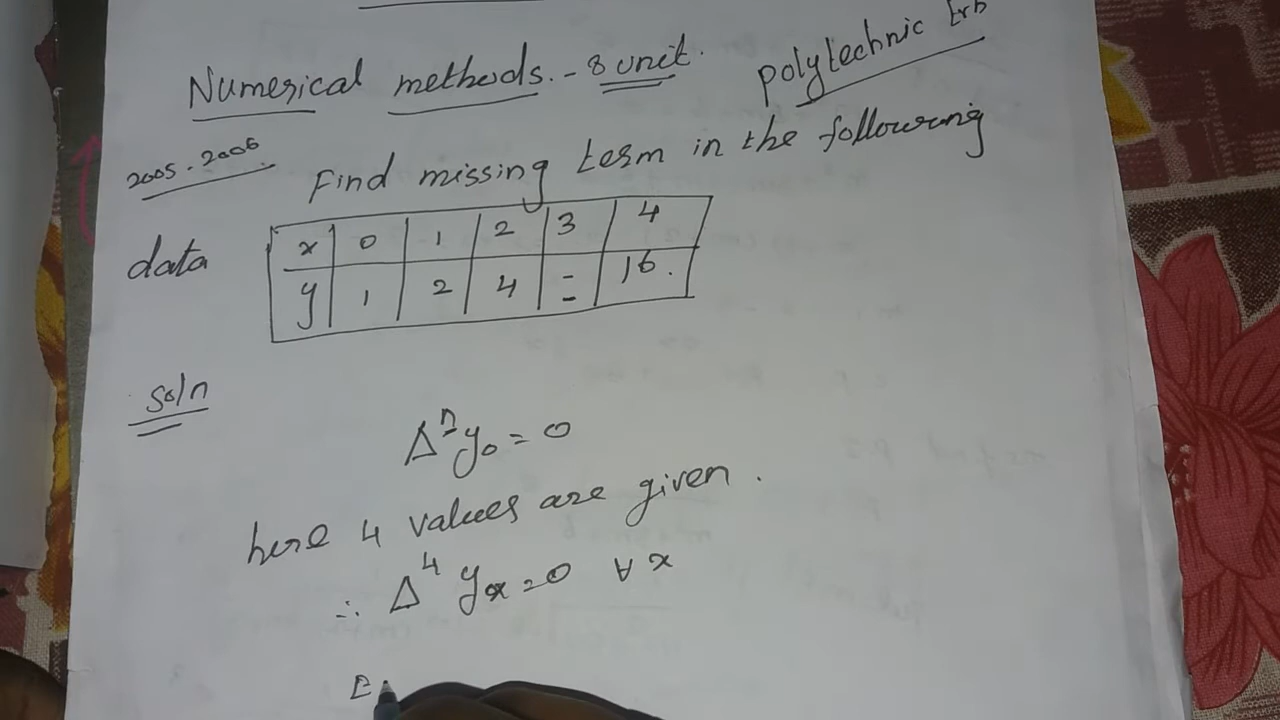 Numerical methods. - 8 unit.
polytechnic trb
2005-2006
Find missing term in the following
data
x 0 1 2 3 4
y 1 2 4 - 16.
Soln
Δⁿy₀ = 0
here 4 values are given.
∴ Δ⁴yₓ = 0 ∀ x
E